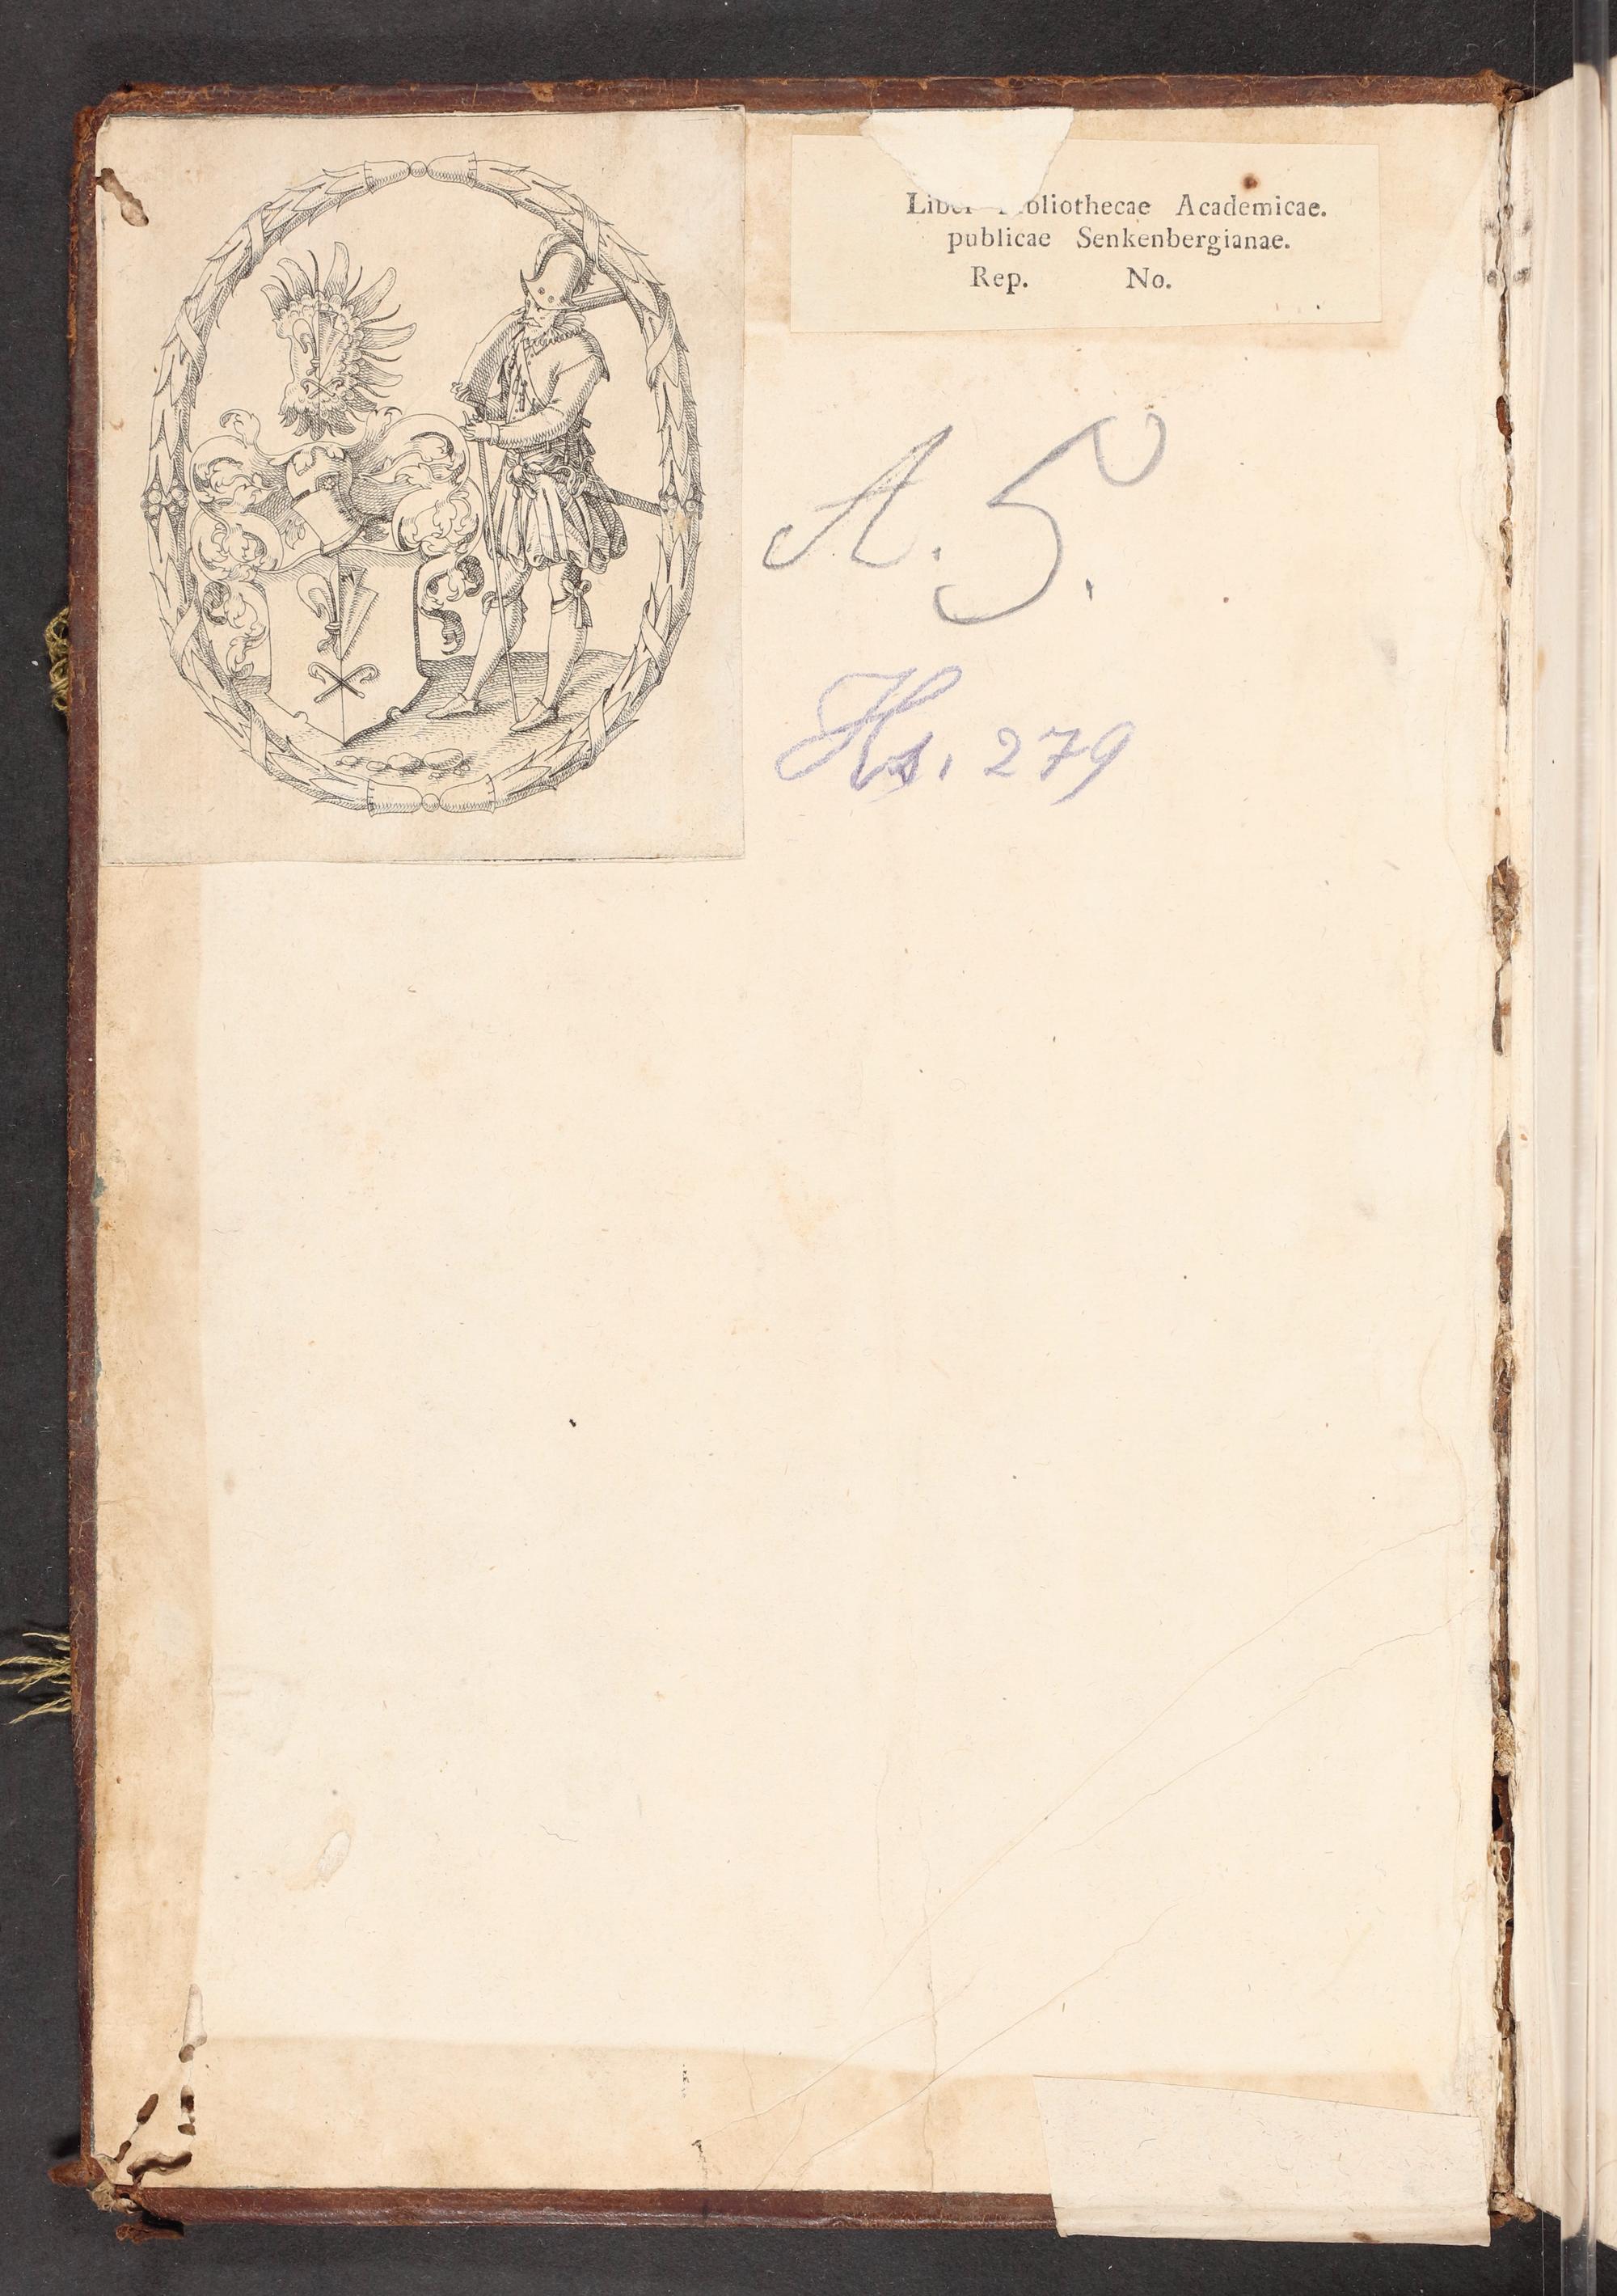 Liber Bibliothecae Academicae.
publicae Senkenbergianae.
Rep. No.
A. 5.
Hs. 279